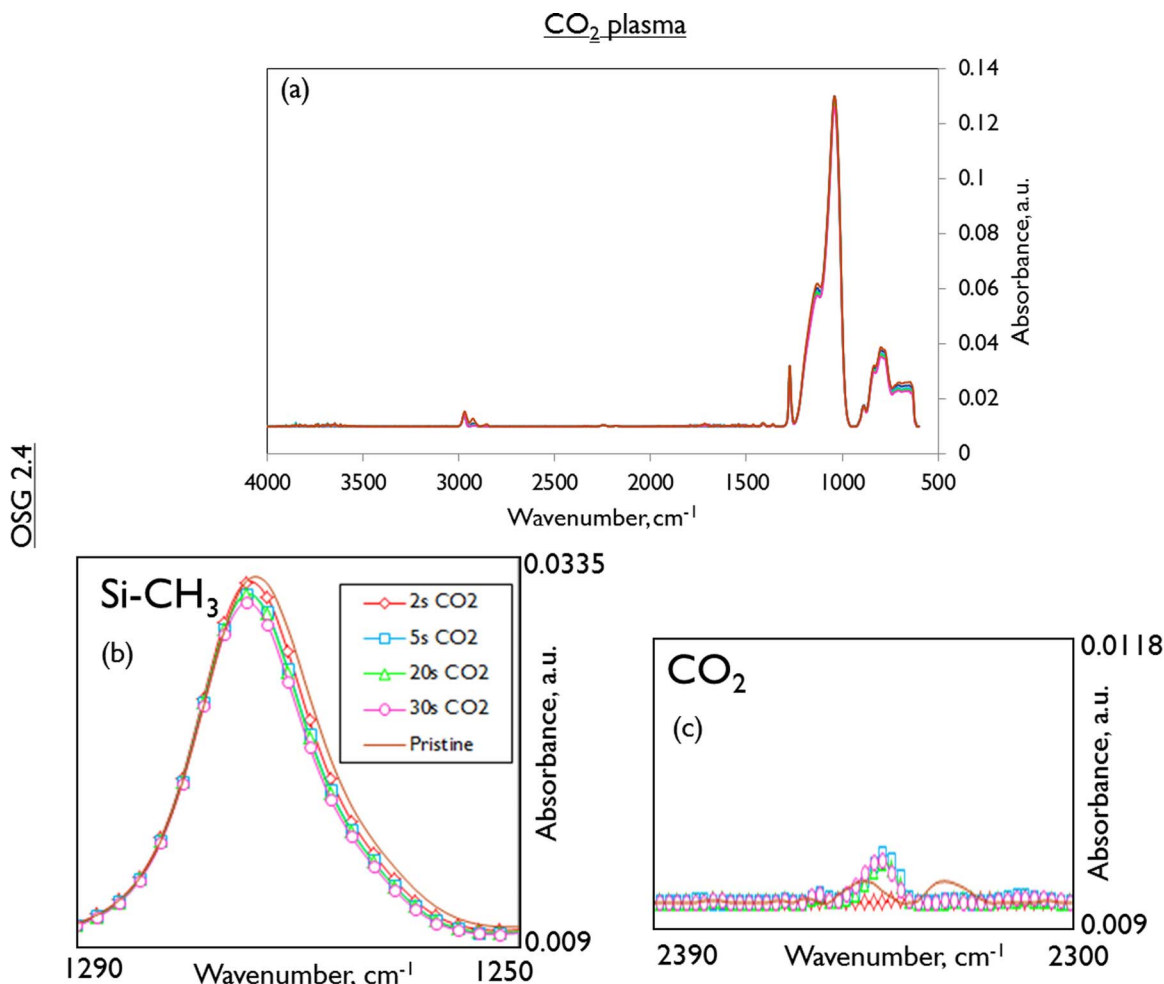 CO₂ plasma
(a)
0.14
0.12
0.1
0.08
0.06
0.04
0.02
0
Absorbance, a.u.
4000 3500 3000 2500 2000 1500 1000 500
Wavenumber, cm⁻¹
OSG 2.4
Si-CH₃
(b)
2s CO2
5s CO2
20s CO2
30s CO2
Pristine
0.0335
Absorbance, a.u.
0.009
1290 Wavenumber, cm⁻¹ 1250
CO₂
(c)
0.0118
Absorbance, a.u.
0.009
2390 Wavenumber, cm⁻¹ 2300